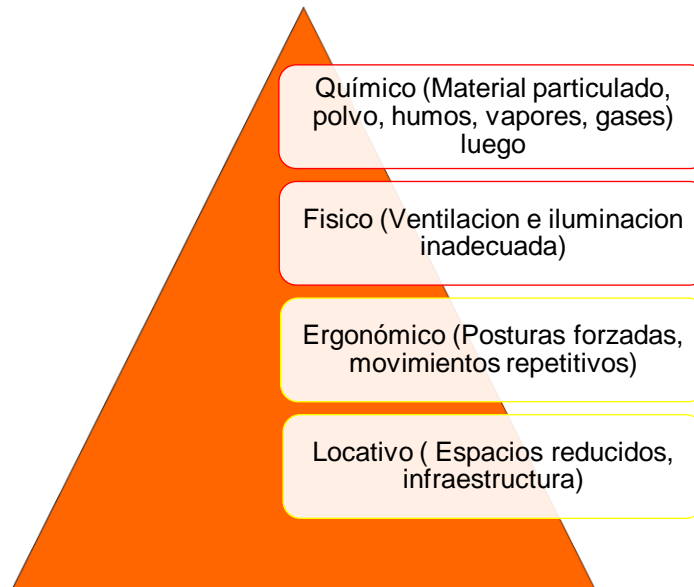 Químico (Material particulado,
polvo, humos, vapores, gases)
luego
Fisico (Ventilacion e iluminacion
inadecuada)
Ergonómico (Posturas forzadas,
movimientos repetitivos)
Locativo ( Espacios reducidos,
infraestructura)